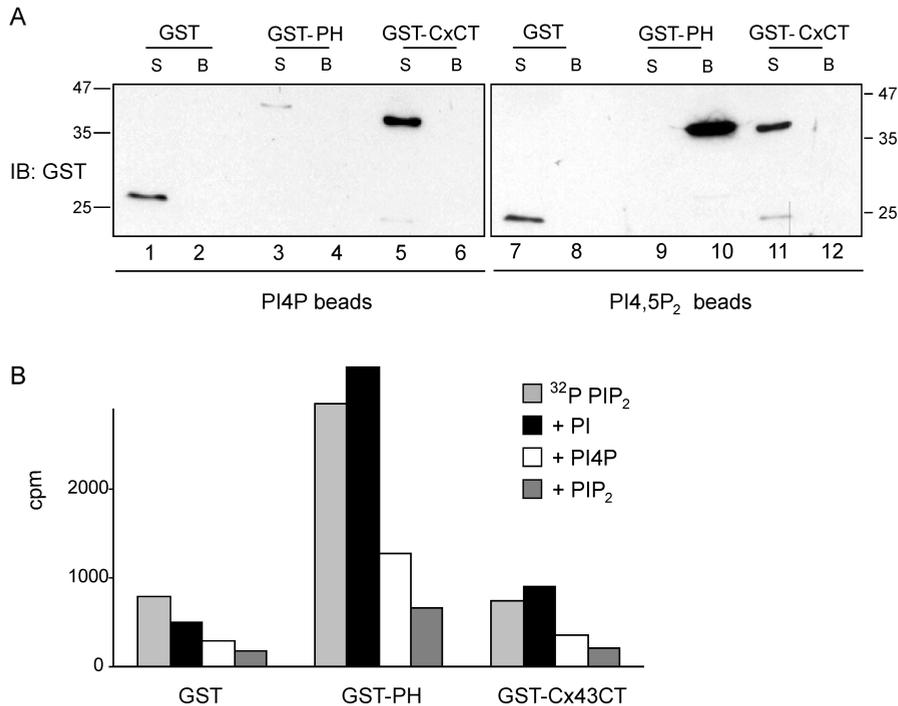 A
GST GST-PH GST-CxCT GST GST-PH GST-CxCT
S B S B S B S B S B S B
47 47
35 35
IB: GST
25 25
1 2 3 4 5 6 7 8 9 10 11 12
PI4P beads PI4,5P₂ beads
B
³²P PIP₂
+ PI
+ PI4P
+ PIP₂
cpm
2000
1000
0
GST GST-PH GST-Cx43CT